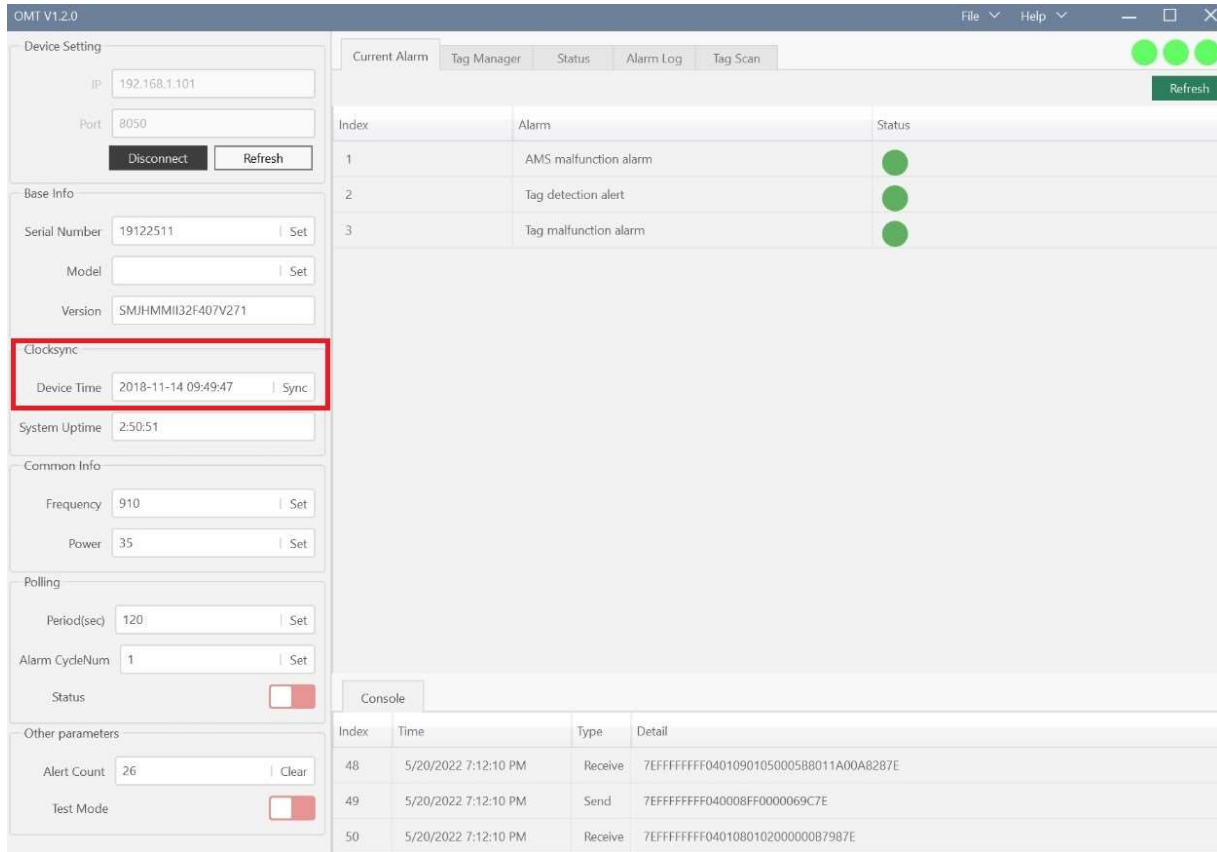 OMT V1.2.0
File Help
Device Setting
IP 192.168.1.101
Port 8050
Disconnect Refresh
Base Info
Serial Number 19122511 Set
Model Set
Version SMJHMMII32F407V271
Clocksync
Device Time 2018-11-14 09:49:47 Sync
System Uptime 2:50:51
Common Info
Frequency 910 Set
Power 35 Set
Polling
Period(sec) 120 Set
Alarm CycleNum 1 Set
Status
Other parameters
Alert Count 26 Clear
Test Mode
Current Alarm Tag Manager Status Alarm Log Tag Scan
Refresh
Index Alarm Status
1 AMS malfunction alarm
2 Tag detection alert
3 Tag malfunction alarm
Console
Index Time Type Detail
48 5/20/2022 7:12:10 PM Receive 7EFFFFFFFF0401090105000588011A00A8287E
49 5/20/2022 7:12:10 PM Send 7EFFFFFFFF040008FF0000069C7E
50 5/20/2022 7:12:10 PM Receive 7EFFFFFFFF0401080102000000B7987E